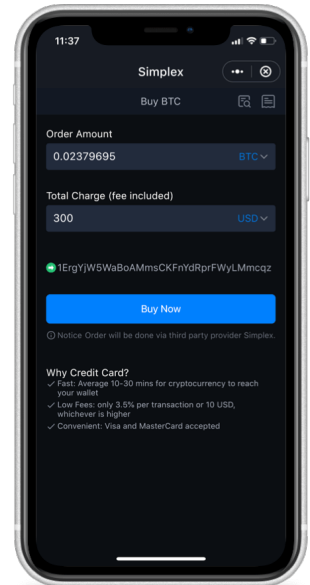 11:37
Simplex
Buy BTC
Order Amount
0.02379695
BTC
Total Charge (fee included)
300
USD
1ErgYjW5WaBoAMmsCKFnYdRprFWyLMmcqz
Buy Now
Notice Order will be done via third party provider Simplex.
Why Credit Card?
Fast: Average 10-30 mins for cryptocurrency to reach
your wallet
Low Fees: only 3.5% per transaction or 10 USD,
whichever is higher
Convenient: Visa and MasterCard accepted